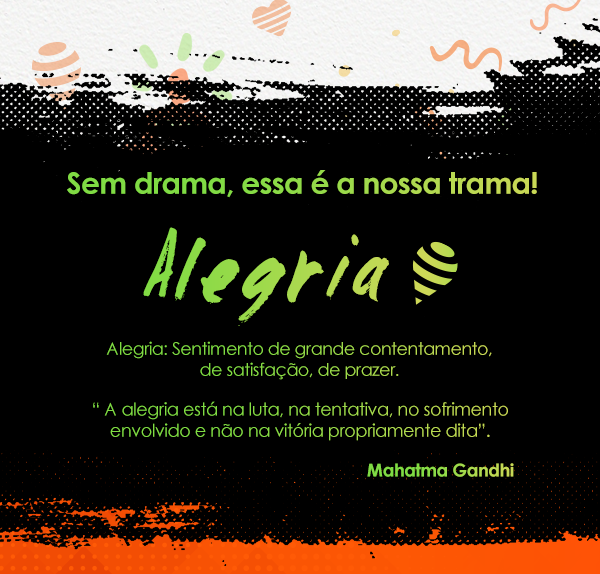 Sem drama, essa é a nossa trama!
Alegria
Alegria: Sentimento de grande contentamento,
de satisfação, de prazer.
“ A alegria está na luta, na tentativa, no sofrimento
envolvido e não na vitória propriamente dita”.
Mahatma Gandhi